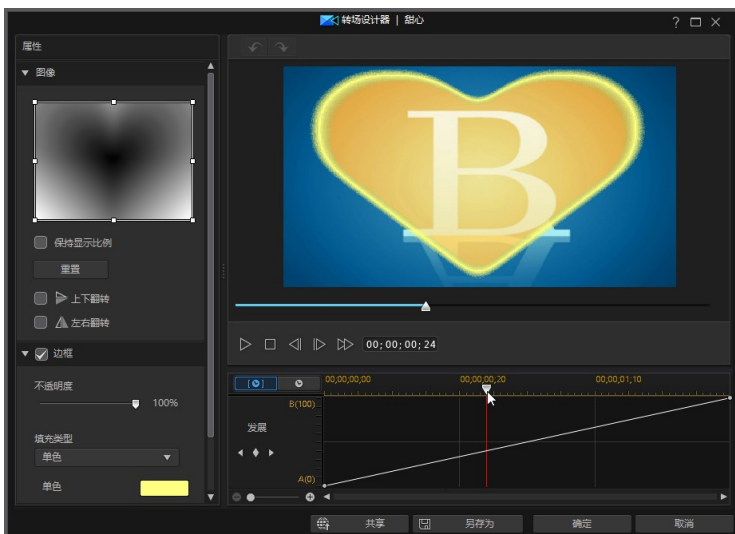 转场设计器 | 甜心
?
属性
图像
保持显示比例
重置
上下翻转
左右翻转
边框
不透明度
100%
填充类型
单色
单色
B
00;00;00;24
00;00;00;00 00;00;00;20 00;00;01;10
B(100)
发展
A(0)
共享 另存为 确定 取消